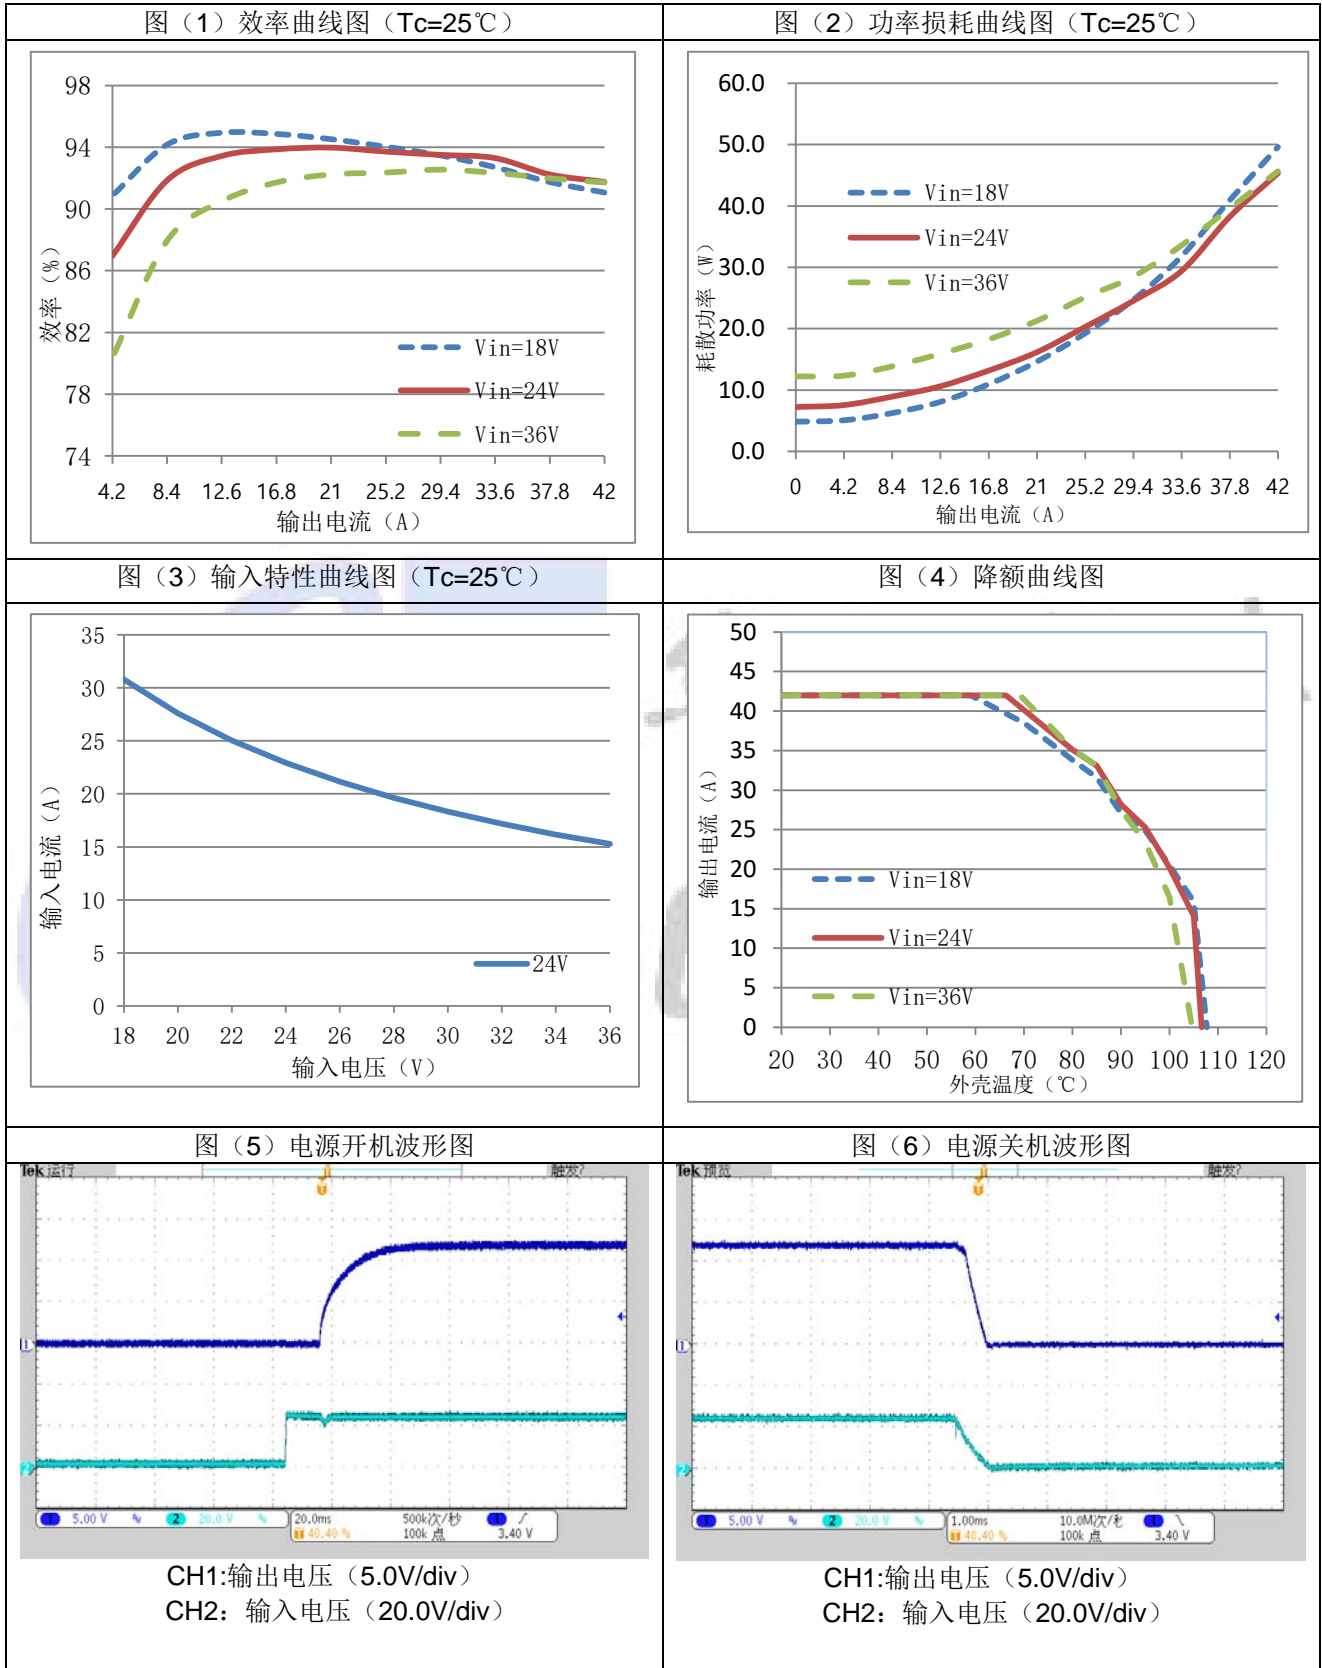 图（1）效率曲线图（Tc=25℃）
98
94
90
86
82
78
74
效率（%）
Vin=18V
Vin=24V
Vin=36V
4.2 8.4 12.6 16.8 21 25.2 29.4 33.6 37.8 42
输出电流（A）
图（2）功率损耗曲线图（Tc=25℃）
60.0
50.0
40.0
30.0
20.0
10.0
0.0
耗散功率（W）
Vin=18V
Vin=24V
Vin=36V
0 4.2 8.4 12.6 16.8 21 25.2 29.4 33.6 37.8 42
输出电流（A）
图（3）输入特性曲线图（Tc=25℃）
35
30
25
20
15
10
5
0
输入电流（A）
24V
18 20 22 24 26 28 30 32 34 36
输入电压（V）
图（4）降额曲线图
50
45
40
35
30
25
20
15
10
5
0
输出电流（A）
Vin=18V
Vin=24V
Vin=36V
20 30 40 50 60 70 80 90 100 110 120
外壳温度（℃）
图（5）电源开机波形图
Tek 运行 触发?
1
2
1 5.00 V 2 20.0 V 20.0ms 500k次/秒 1
48.40 % 100k 点 3.40 V
CH1:输出电压（5.0V/div）
CH2：输入电压（20.0V/div）
图（6）电源关机波形图
Tek 预览 触发?
1
2
1 5.00 V 2 20.0 V 1.00ms 10.0M次/秒 1
48.40 % 100k 点 3.40 V
CH1:输出电压（5.0V/div）
CH2：输入电压（20.0V/div）